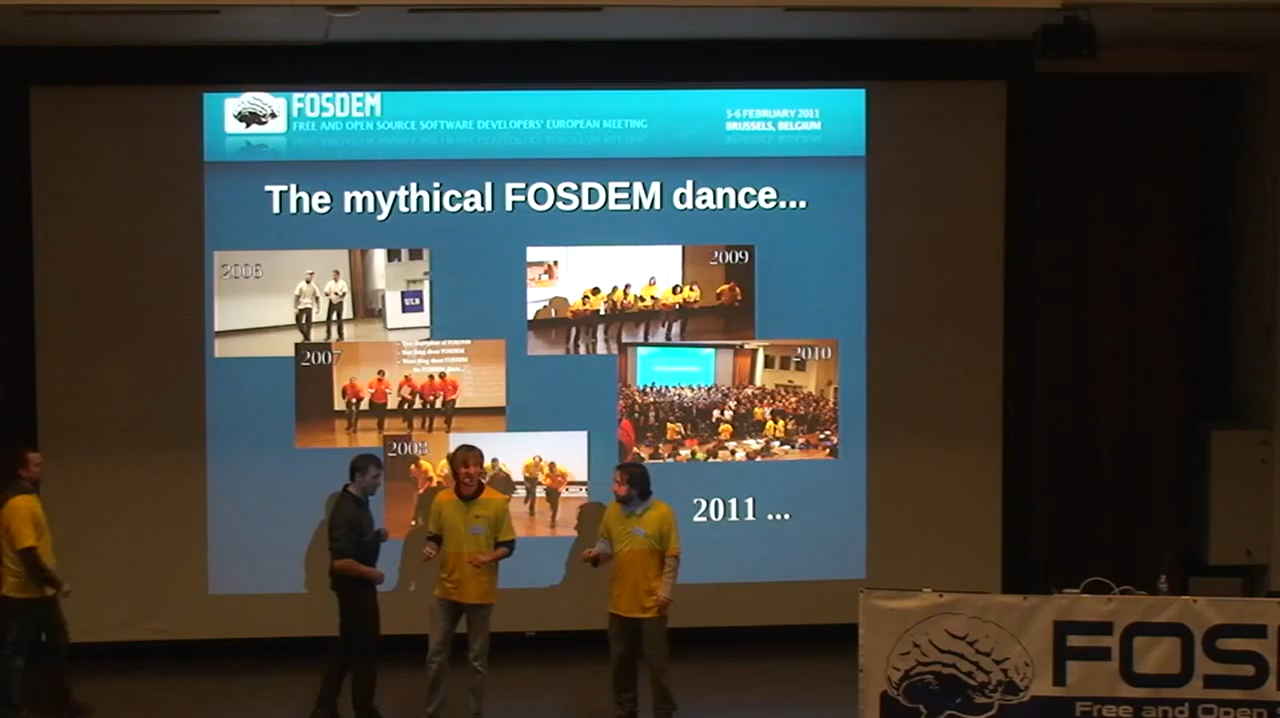 FOSDEM
FREE AND OPEN SOURCE SOFTWARE DEVELOPERS' EUROPEAN MEETING
5-6 FEBRUARY 2011
BRUSSELS, BELGIUM
The mythical FOSDEM dance...
2006
ULB
2009
2007
2010
2008
2011 ...
FOS
Free and Open